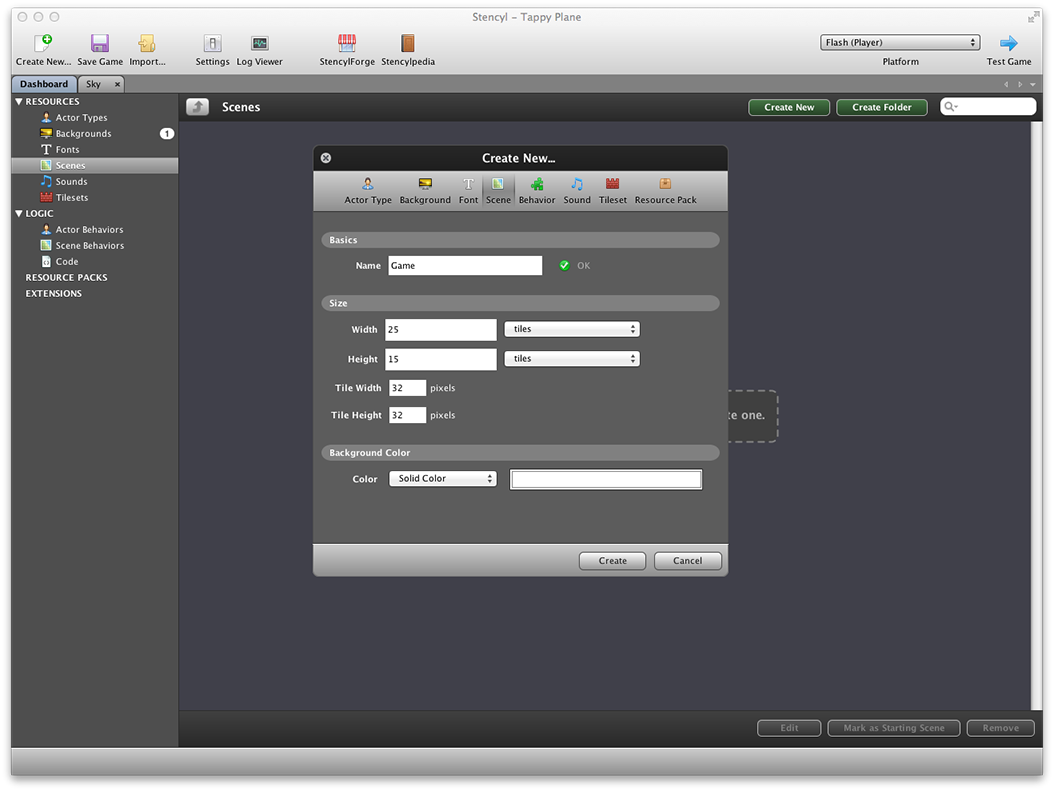 Stencyl – Tappy Plane
Create New... Save Game Import... Settings Log Viewer StencylForge Stencylpedia Flash (Player) Platform Test Game
Dashboard Sky ×
RESOURCES
Actor Types
Backgrounds 1
Fonts
Scenes
Sounds
Tilesets
LOGIC
Actor Behaviors
Scene Behaviors
Code
RESOURCE PACKS
EXTENSIONS
Scenes Create New Create Folder
Create New...
Actor Type Background Font Scene Behavior Sound Tileset Resource Pack
Basics
Name Game OK
Size
Width 25 tiles
Height 15 tiles
Tile Width 32 pixels
Tile Height 32 pixels
Background Color
Color Solid Color
Create Cancel
te one.
Edit Mark as Starting Scene Remove